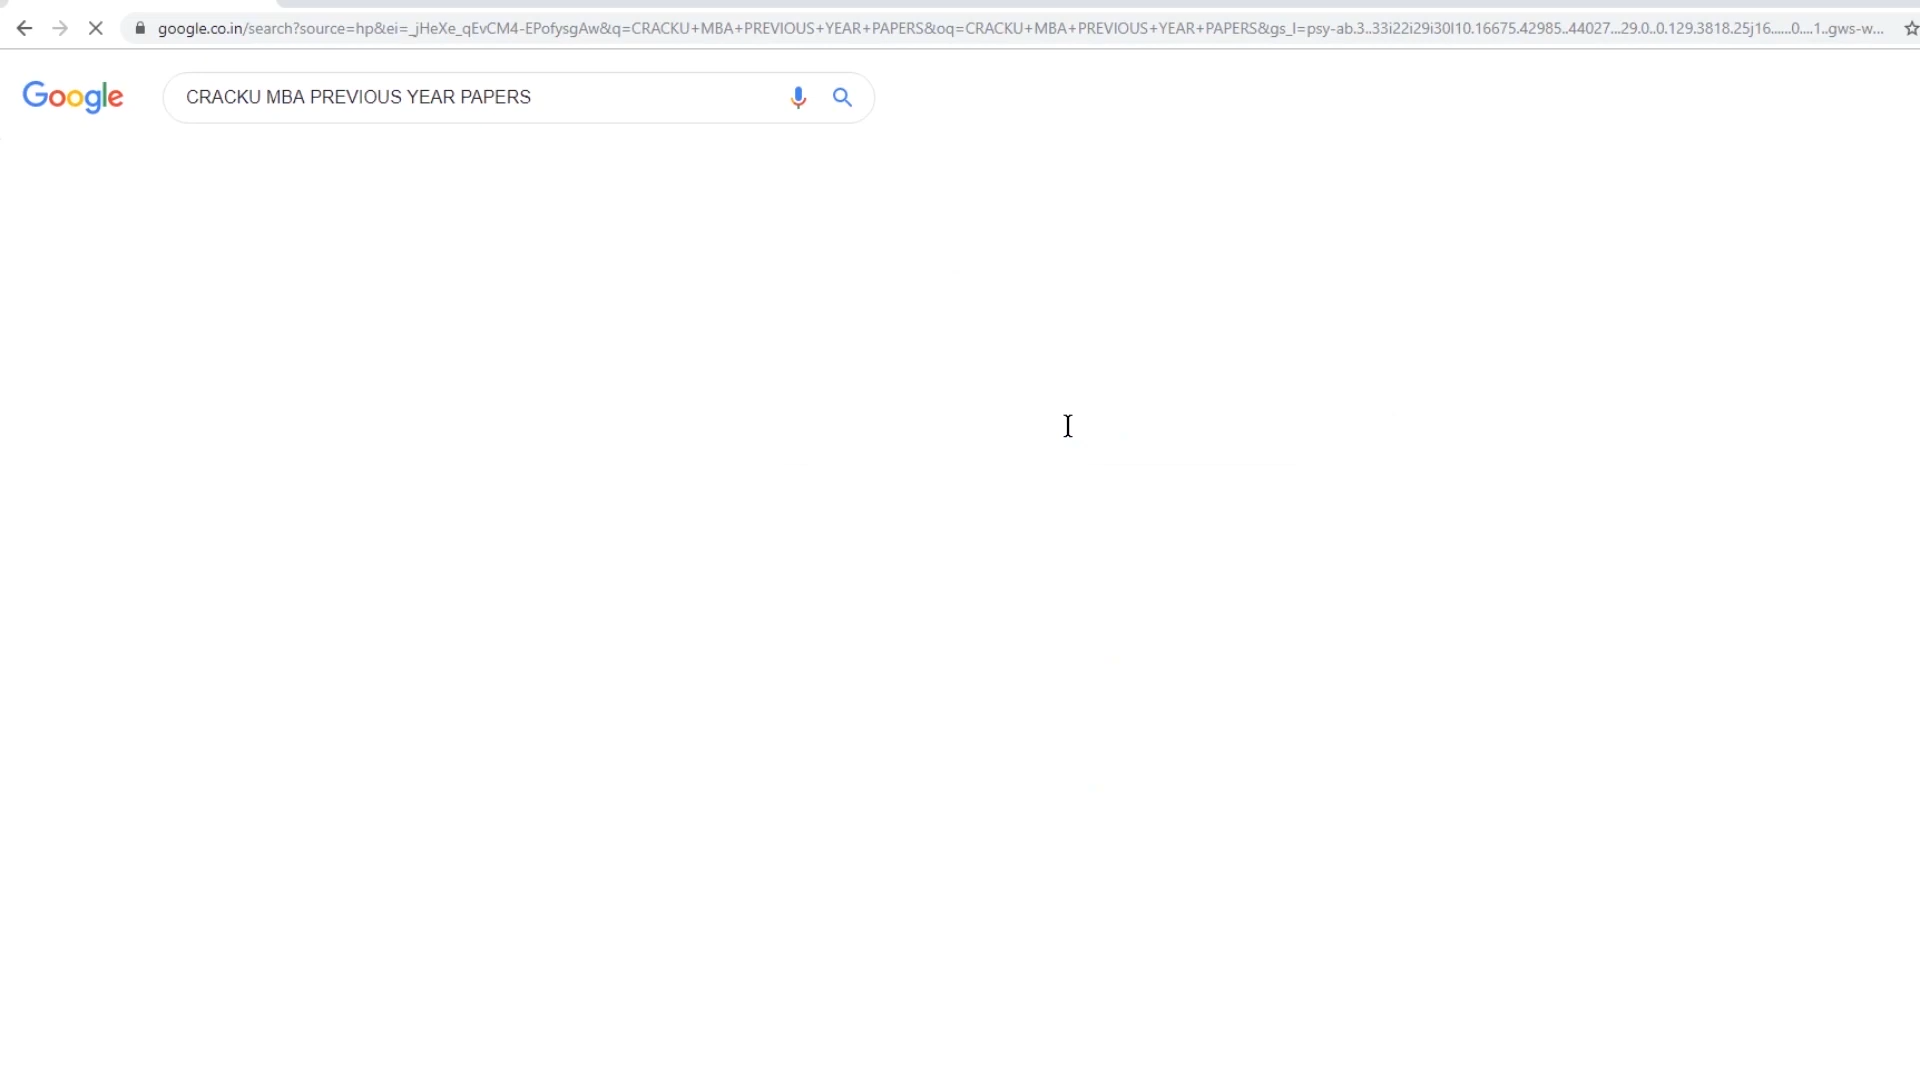 google.co.in/search?source=hp&ei=_jHeXe_qEvCM4-EPofysgAw&q=CRACKU+MBA+PREVIOUS+YEAR+PAPERS&oq=CRACKU+MBA+PREVIOUS+YEAR+PAPERS&gs_l=psy-ab.3..33i22i29i30l10.16675.42985..44027...29.0..0.129.3818.25j16......0....1..gws-w...
Google
CRACKU MBA PREVIOUS YEAR PAPERS